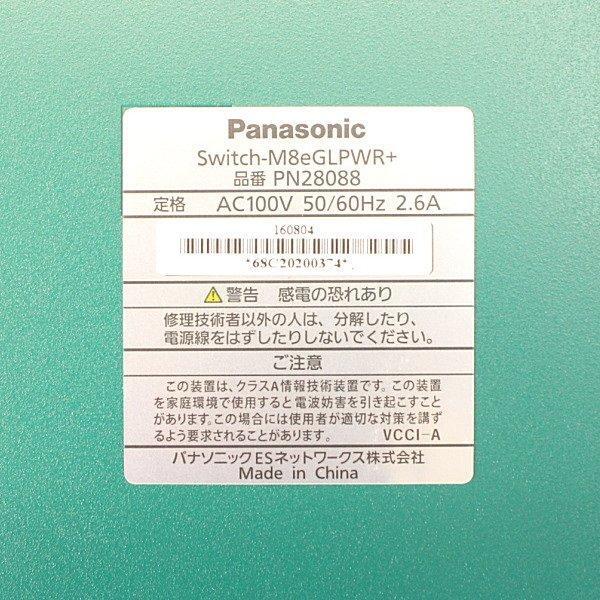 Panasonic
Switch-M8eGLPWR+
品番 PN28088
定格 AC100V 50/60Hz 2.6A
160804
*68C20200374*
⚠警告 感電の恐れあり
修理技術者以外の人は、分解したり、
電源線をはずしたりしないでください。
ご注意
この装置は、クラスA情報技術装置です。この装置
を家庭環境で使用すると電波妨害を引き起こすこと
があります。この場合には使用者が適切な対策を講ず
るよう要求されることがあります。 VCCI-A
パナソニックESネットワークス株式会社
Made in China